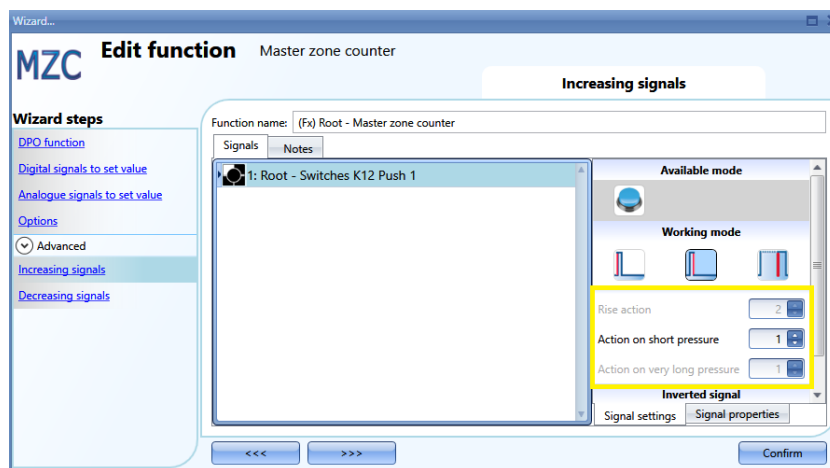 Wizard...
MZC Edit function Master zone counter
Increasing signals
Wizard steps
DPO function
Digital signals to set value
Analogue signals to set value
Options
Advanced
Increasing signals
Decreasing signals
Function name: (Fx) Root - Master zone counter
Signals Notes
1: Root - Switches K12 Push 1
Available mode
Working mode
Rise action 2
Action on short pressure 1
Action on very long pressure 1
Inverted signal
Signal settings Signal properties
<<< >>> Confirm